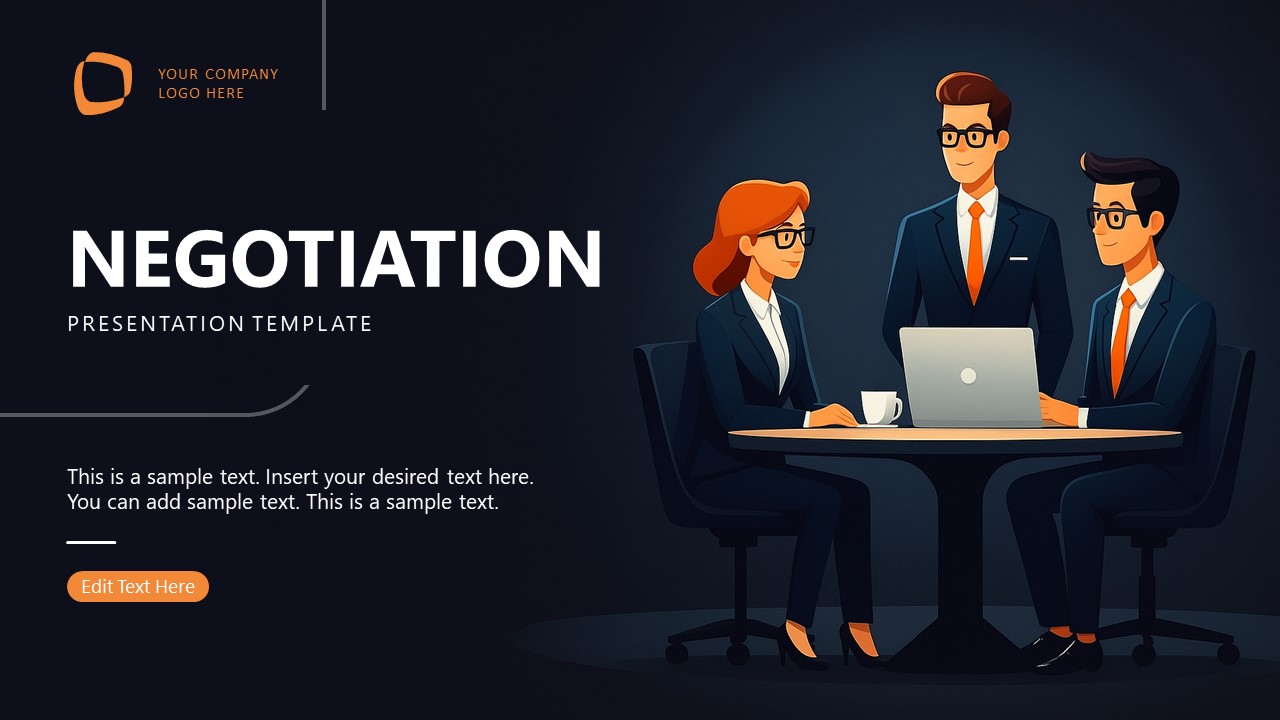 YOUR COMPANY
LOGO HERE
NEGOTIATION
PRESENTATION TEMPLATE
This is a sample text. Insert your desired text here.
You can add sample text. This is a sample text.
Edit Text Here